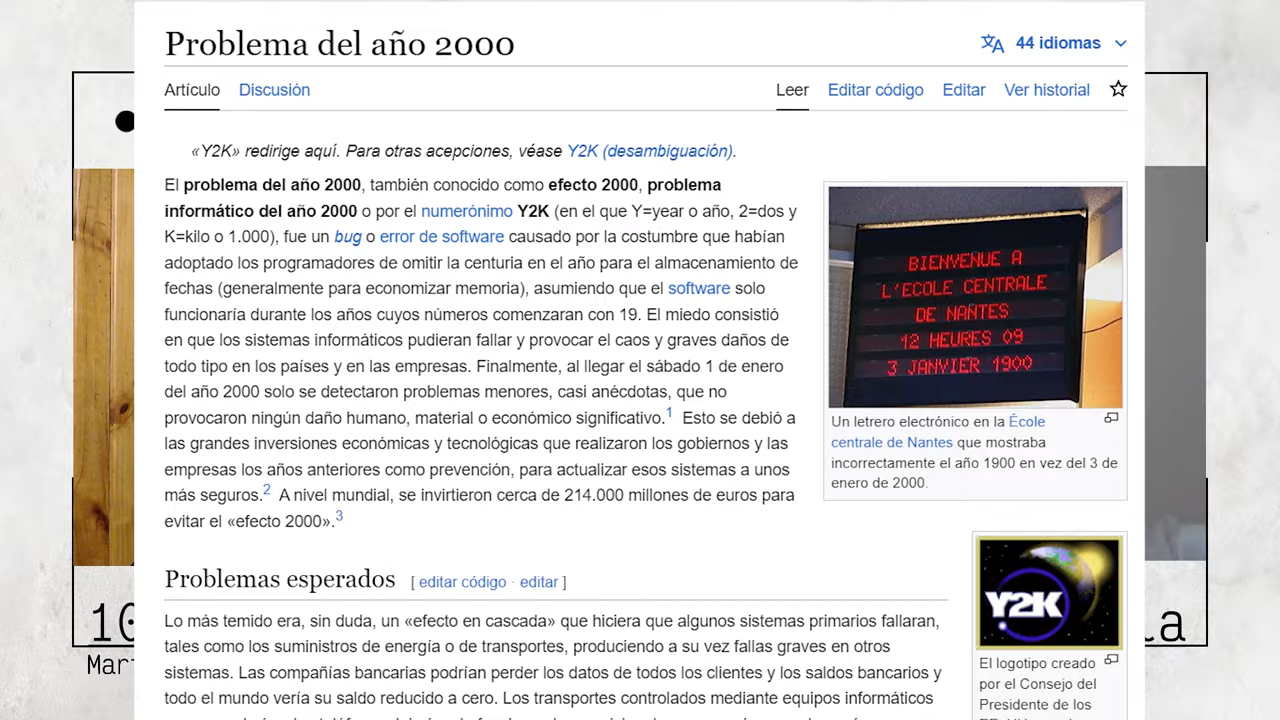 Problema del año 2000
44 idiomas
Artículo Discusión Leer Editar código Editar Ver historial
«Y2K» redirige aquí. Para otras acepciones, véase Y2K (desambiguación).
El problema del año 2000, también conocido como efecto 2000, problema
informático del año 2000 o por el numerónimo Y2K (en el que Y=year o año, 2=dos y
K=kilo o 1.000), fue un bug o error de software causado por la costumbre que habían
adoptado los programadores de omitir la centuria en el año para el almacenamiento de
fechas (generalmente para economizar memoria), asumiendo que el software solo
funcionaría durante los años cuyos números comenzaran con 19. El miedo consistió
en que los sistemas informáticos pudieran fallar y provocar el caos y graves daños de
todo tipo en los países y en las empresas. Finalmente, al llegar el sábado 1 de enero
del año 2000 solo se detectaron problemas menores, casi anécdotas, que no
provocaron ningún daño humano, material o económico significativo.1 Esto se debió a
las grandes inversiones económicas y tecnológicas que realizaron los gobiernos y las
empresas los años anteriores como prevención, para actualizar esos sistemas a unos
más seguros.2 A nivel mundial, se invirtieron cerca de 214.000 millones de euros para
evitar el «efecto 2000».3
BIENVENUE A
L'ECOLE CENTRALE
DE NANTES
12 HEURES 09
3 JANVIER 1900
Un letrero electrónico en la École
centrale de Nantes que mostraba
incorrectamente el año 1900 en vez del 3 de
enero de 2000.
Problemas esperados [ editar código · editar ]
Lo más temido era, sin duda, un «efecto en cascada» que hiciera que algunos sistemas primarios fallaran,
tales como los suministros de energía o de transportes, produciendo a su vez fallas graves en otros
sistemas. Las compañías bancarias podrían perder los datos de todos los clientes y los saldos bancarios y
todo el mundo vería su saldo reducido a cero. Los transportes controlados mediante equipos informáticos
Y2K
El logotipo creado
por el Consejo del
Presidente de los
10
Mar
la